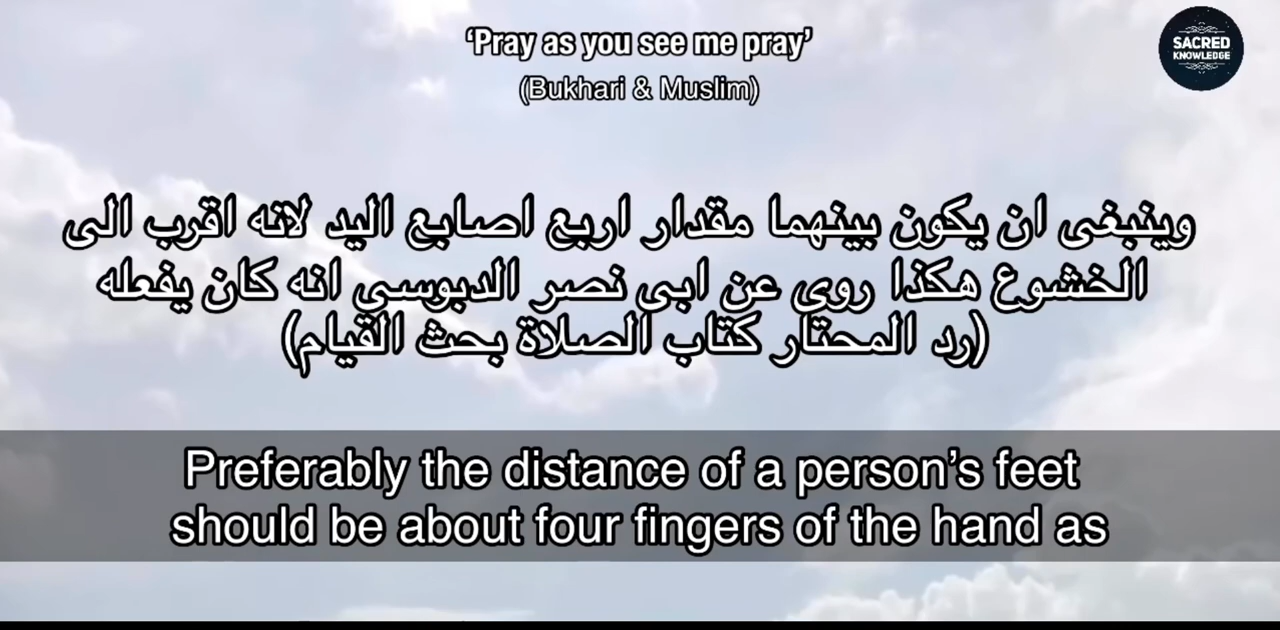 ‘Pray as you see me pray’
(Bukhari & Muslim)
SACRED
KNOWLEDGE
وينبغى ان يكون بينهما مقدار اربع اصابع اليد لانه اقرب الى
الخشوع هكذا روي عن ابى نصر الدبوسي انه كان يفعله
(رد المحتار كتاب الصلاة بحث القيام)
Preferably the distance of a person’s feet
should be about four fingers of the hand as